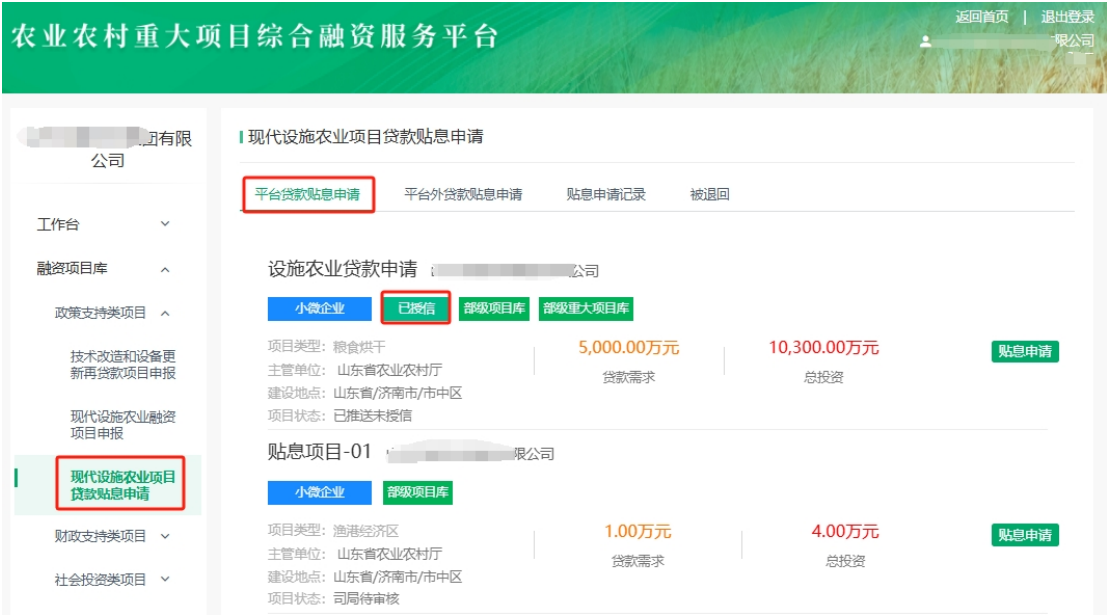 农业农村重大项目综合融资服务平台
返回首页 | 退出登录
限公司
团有限
公司
工作台
融资项目库
政策支持类项目
技术改造和设备更
新再贷款项目申报
现代设施农业融资
项目申报
现代设施农业项目
贷款贴息申请
财政支持类项目
社会投资类项目
现代设施农业项目贷款贴息申请
平台贷款贴息申请 平台外贷款贴息申请 贴息申请记录 被退回
设施农业贷款申请 公司
小微企业 已授信 部级项目库 部级重大项目库
项目类型: 粮食烘干
主管单位: 山东省农业农村厅
建设地点: 山东省/济南市/市中区
项目状态: 已推送未授信
5,000.00万元
贷款需求
10,300.00万元
总投资
贴息申请
贴息项目-01 限公司
小微企业 部级项目库
项目类型: 渔港经济区
主管单位: 山东省农业农村厅
建设地点: 山东省/济南市/市中区
项目状态: 司局待审核
1.00万元
贷款需求
4.00万元
总投资
贴息申请